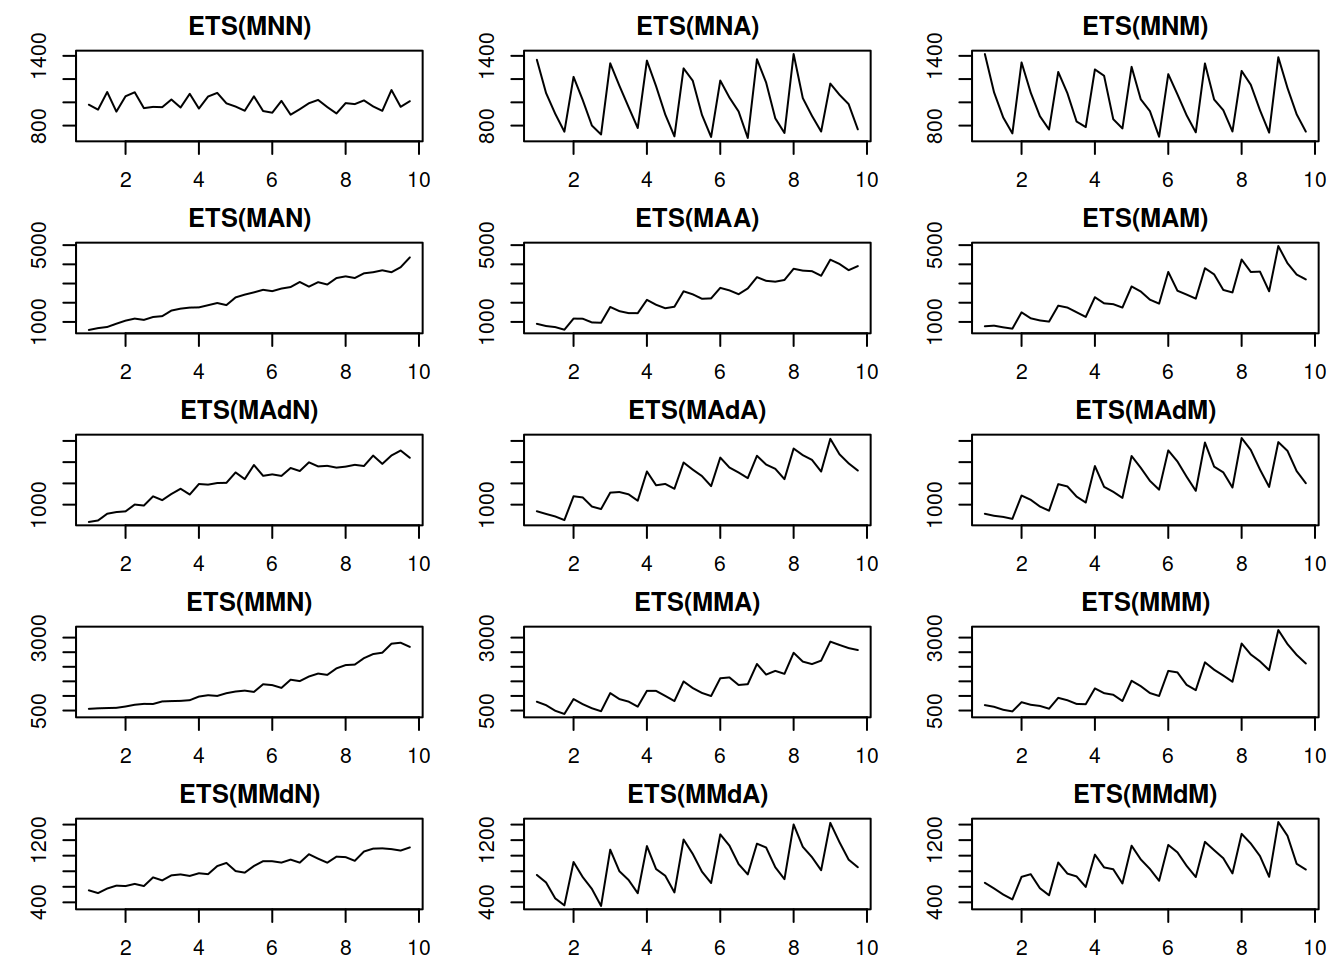 ETS(MNN) ETS(MNA) ETS(MNM)
1400 1400 1400
800 800 800
2 4 6 8 10 2 4 6 8 10 2 4 6 8 10
ETS(MAN) ETS(MAA) ETS(MAM)
5000 5000 5000
1000 1000 1000
2 4 6 8 10 2 4 6 8 10 2 4 6 8 10
ETS(MAdN) ETS(MAdA) ETS(MAdM)
1000 1000 1000
2 4 6 8 10 2 4 6 8 10 2 4 6 8 10
ETS(MMN) ETS(MMA) ETS(MMM)
3000 3000 3000
500 500 500
2 4 6 8 10 2 4 6 8 10 2 4 6 8 10
ETS(MMdN) ETS(MMdA) ETS(MMdM)
1200 1200 1200
400 400 400
2 4 6 8 10 2 4 6 8 10 2 4 6 8 10